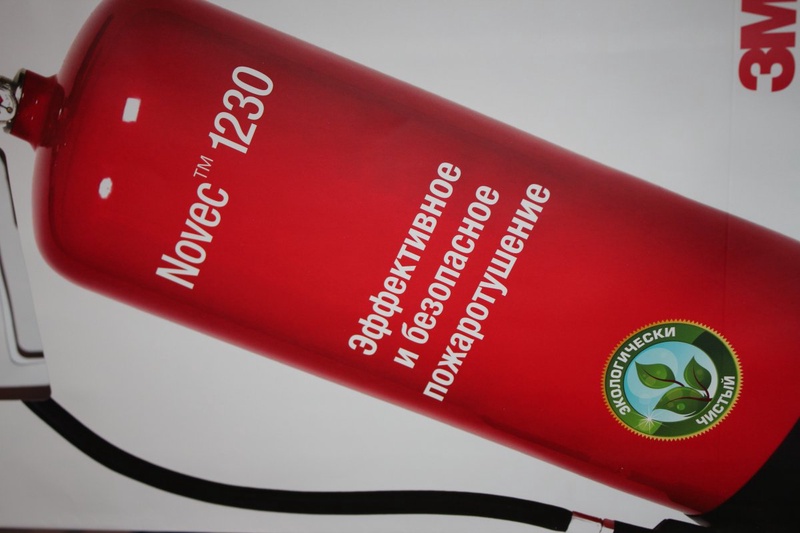 3M
Novec™ 1230
Эффективное
и безопасное
пожаротушение
ЭКОЛОГИЧЕСКИ
ЧИСТЫЙ